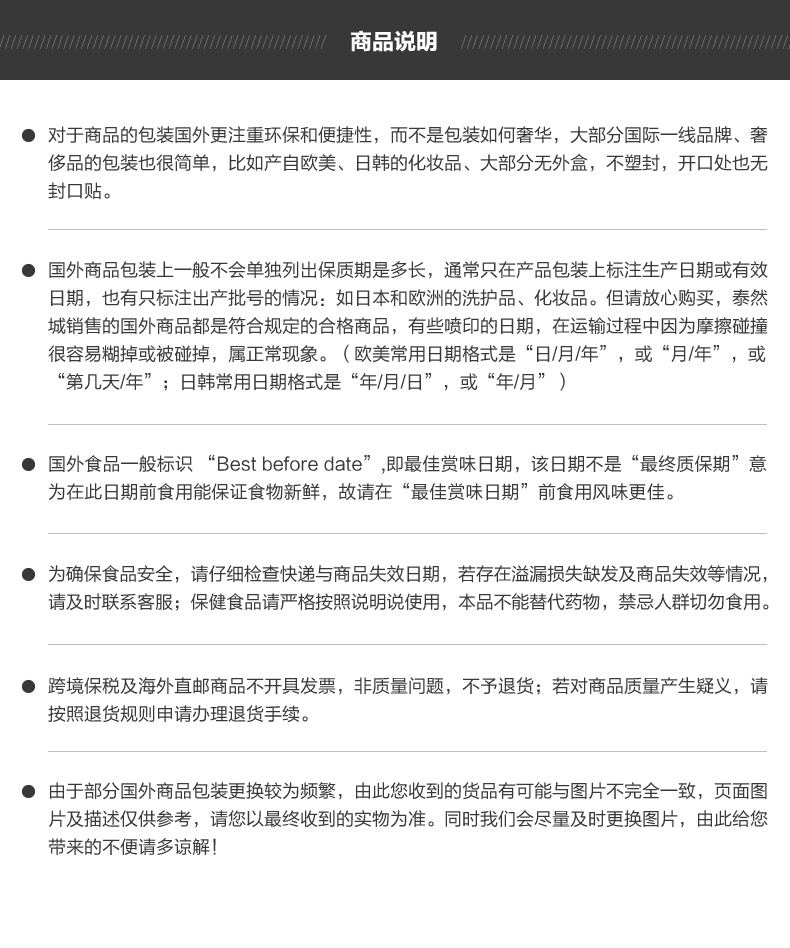 商品说明
对于商品的包装国外更注重环保和便捷性，而不是包装如何奢华，大部分国际一线品牌、奢
侈品的包装也很简单，比如产自欧美、日韩的化妆品、大部分无外盒，不塑封，开口处也无
封口贴。
国外商品包装上一般不会单独列出保质期是多长，通常只在产品包装上标注生产日期或有效
日期，也有只标注出产批号的情况：如日本和欧洲的洗护品、化妆品。但请放心购买，泰然
城销售的国外商品都是符合规定的合格商品，有些喷印的日期，在运输过程中因为摩擦碰撞
很容易糊掉或被碰掉，属正常现象。（欧美常用日期格式是“日/月/年”，或“月/年”，或
“第几天/年”；日韩常用日期格式是“年/月/日”，或“年/月”）
国外食品一般标识 “Best before date”,即最佳赏味日期，该日期不是“最终质保期”意
为在此日期前食用能保证食物新鲜，故请在“最佳赏味日期”前食用风味更佳。
为确保食品安全，请仔细检查快递与商品失效日期，若存在溢漏损失缺发及商品失效等情况，
请及时联系客服；保健食品请严格按照说明说使用，本品不能替代药物，禁忌人群切勿食用。
跨境保税及海外直邮商品不开具发票，非质量问题，不予退货；若对商品质量产生疑义，请
按照退货规则申请办理退货手续。
由于部分国外商品包装更换较为频繁，由此您收到的货品有可能与图片不完全一致，页面图
片及描述仅供参考，请您以最终收到的实物为准。同时我们会尽量及时更换图片，由此给您
带来的不便请多谅解！